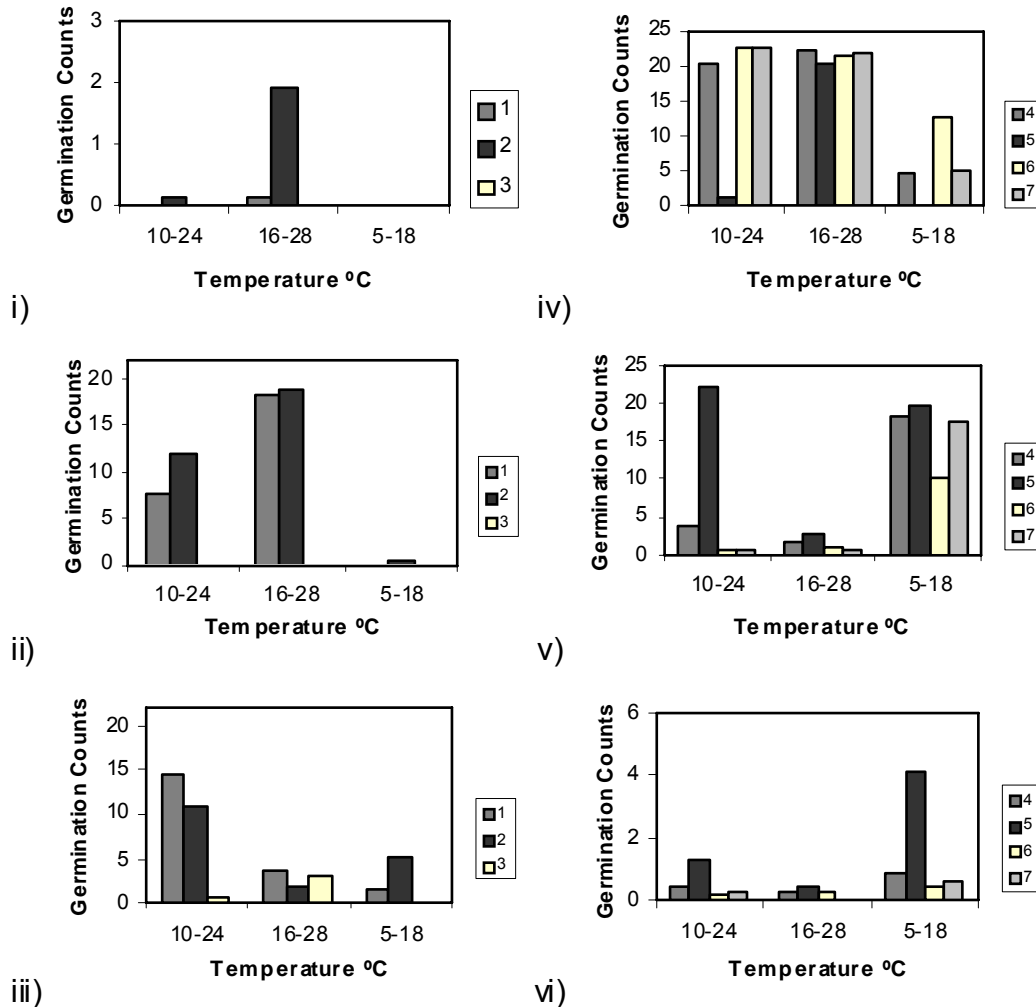 3
2
1
0
Germination Counts
10-24 16-28 5-18
Temperature ºC
1
2
3
i)
25
20
15
10
5
0
Germination Counts
10-24 16-28 5-18
Temperature ºC
4
5
6
7
iv)
20
15
10
5
0
Germination Counts
10-24 16-28 5-18
Temperature ºC
1
2
3
ii)
25
20
15
10
5
0
Germination Counts
10-24 16-28 5-18
Temperature ºC
4
5
6
7
v)
20
15
10
5
0
Germination Counts
10-24 16-28 5-18
Temperature ºC
1
2
3
iii)
6
4
2
0
Germination Counts
10-24 16-28 5-18
Temperature ºC
4
5
6
7
vi)